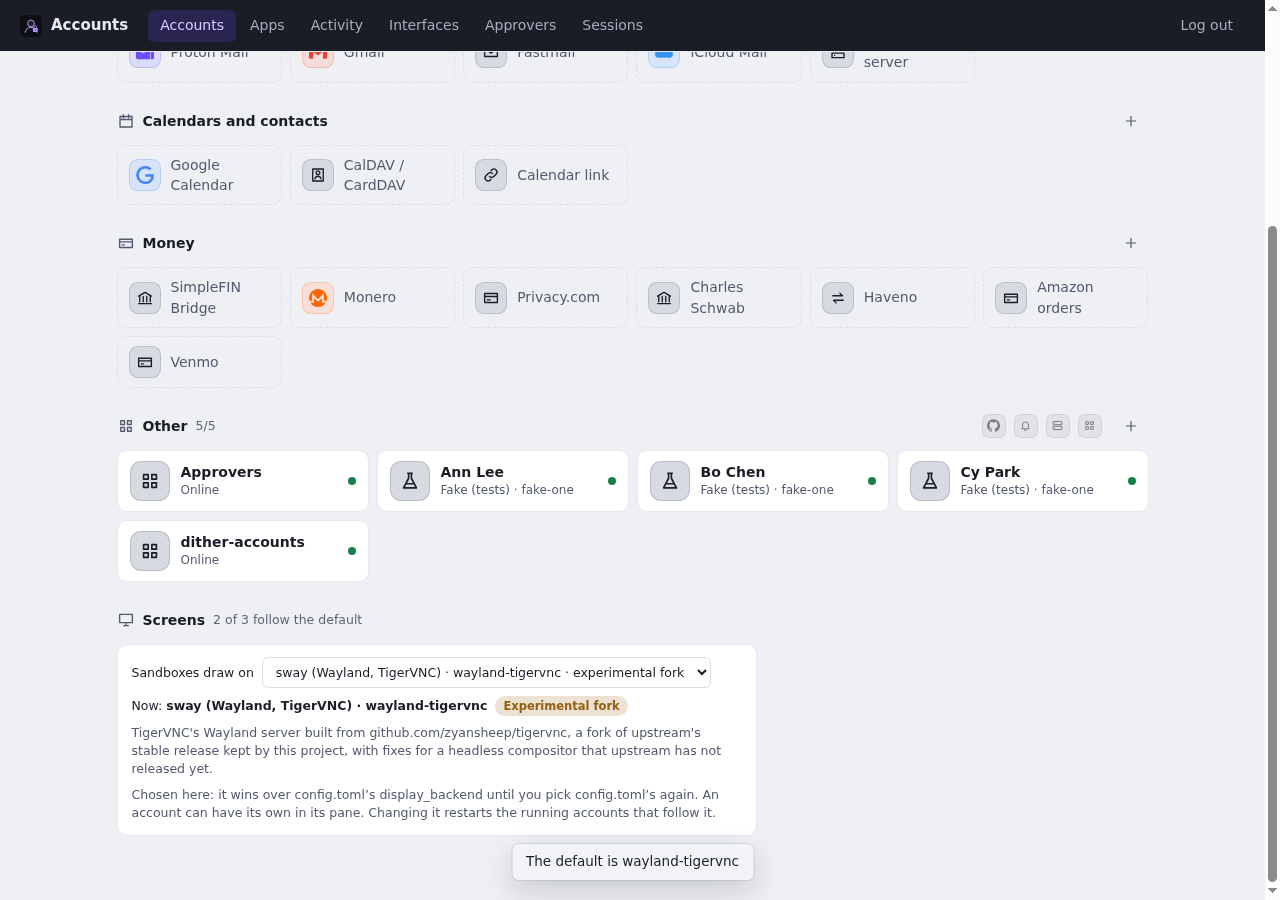 Accounts
Accounts
Apps
Activity
Interfaces
Approvers
Sessions
Log out
Proton Mail
Gmail
Fastmail
iCloud Mail
server
Calendars and contacts
Google
Calendar
CalDAV /
CardDAV
Calendar link
Money
SimpleFIN
Bridge
Monero
Privacy.com
Charles
Schwab
Haveno
Amazon
orders
Venmo
Other 5/5
Approvers
Online
Ann Lee
Fake (tests) · fake-one
Bo Chen
Fake (tests) · fake-one
Cy Park
Fake (tests) · fake-one
dither-accounts
Online
Screens 2 of 3 follow the default
Sandboxes draw on sway (Wayland, TigerVNC) · wayland-tigervnc · experimental fork
Now: sway (Wayland, TigerVNC) · wayland-tigervnc Experimental fork
TigerVNC's Wayland server built from github.com/zyansheep/tigervnc, a fork of upstream's
stable release kept by this project, with fixes for a headless compositor that upstream has not
released yet.
Chosen here: it wins over config.toml’s display_backend until you pick config.toml’s again. An
account can have its own in its pane. Changing it restarts the running accounts that follow it.
The default is wayland-tigervnc